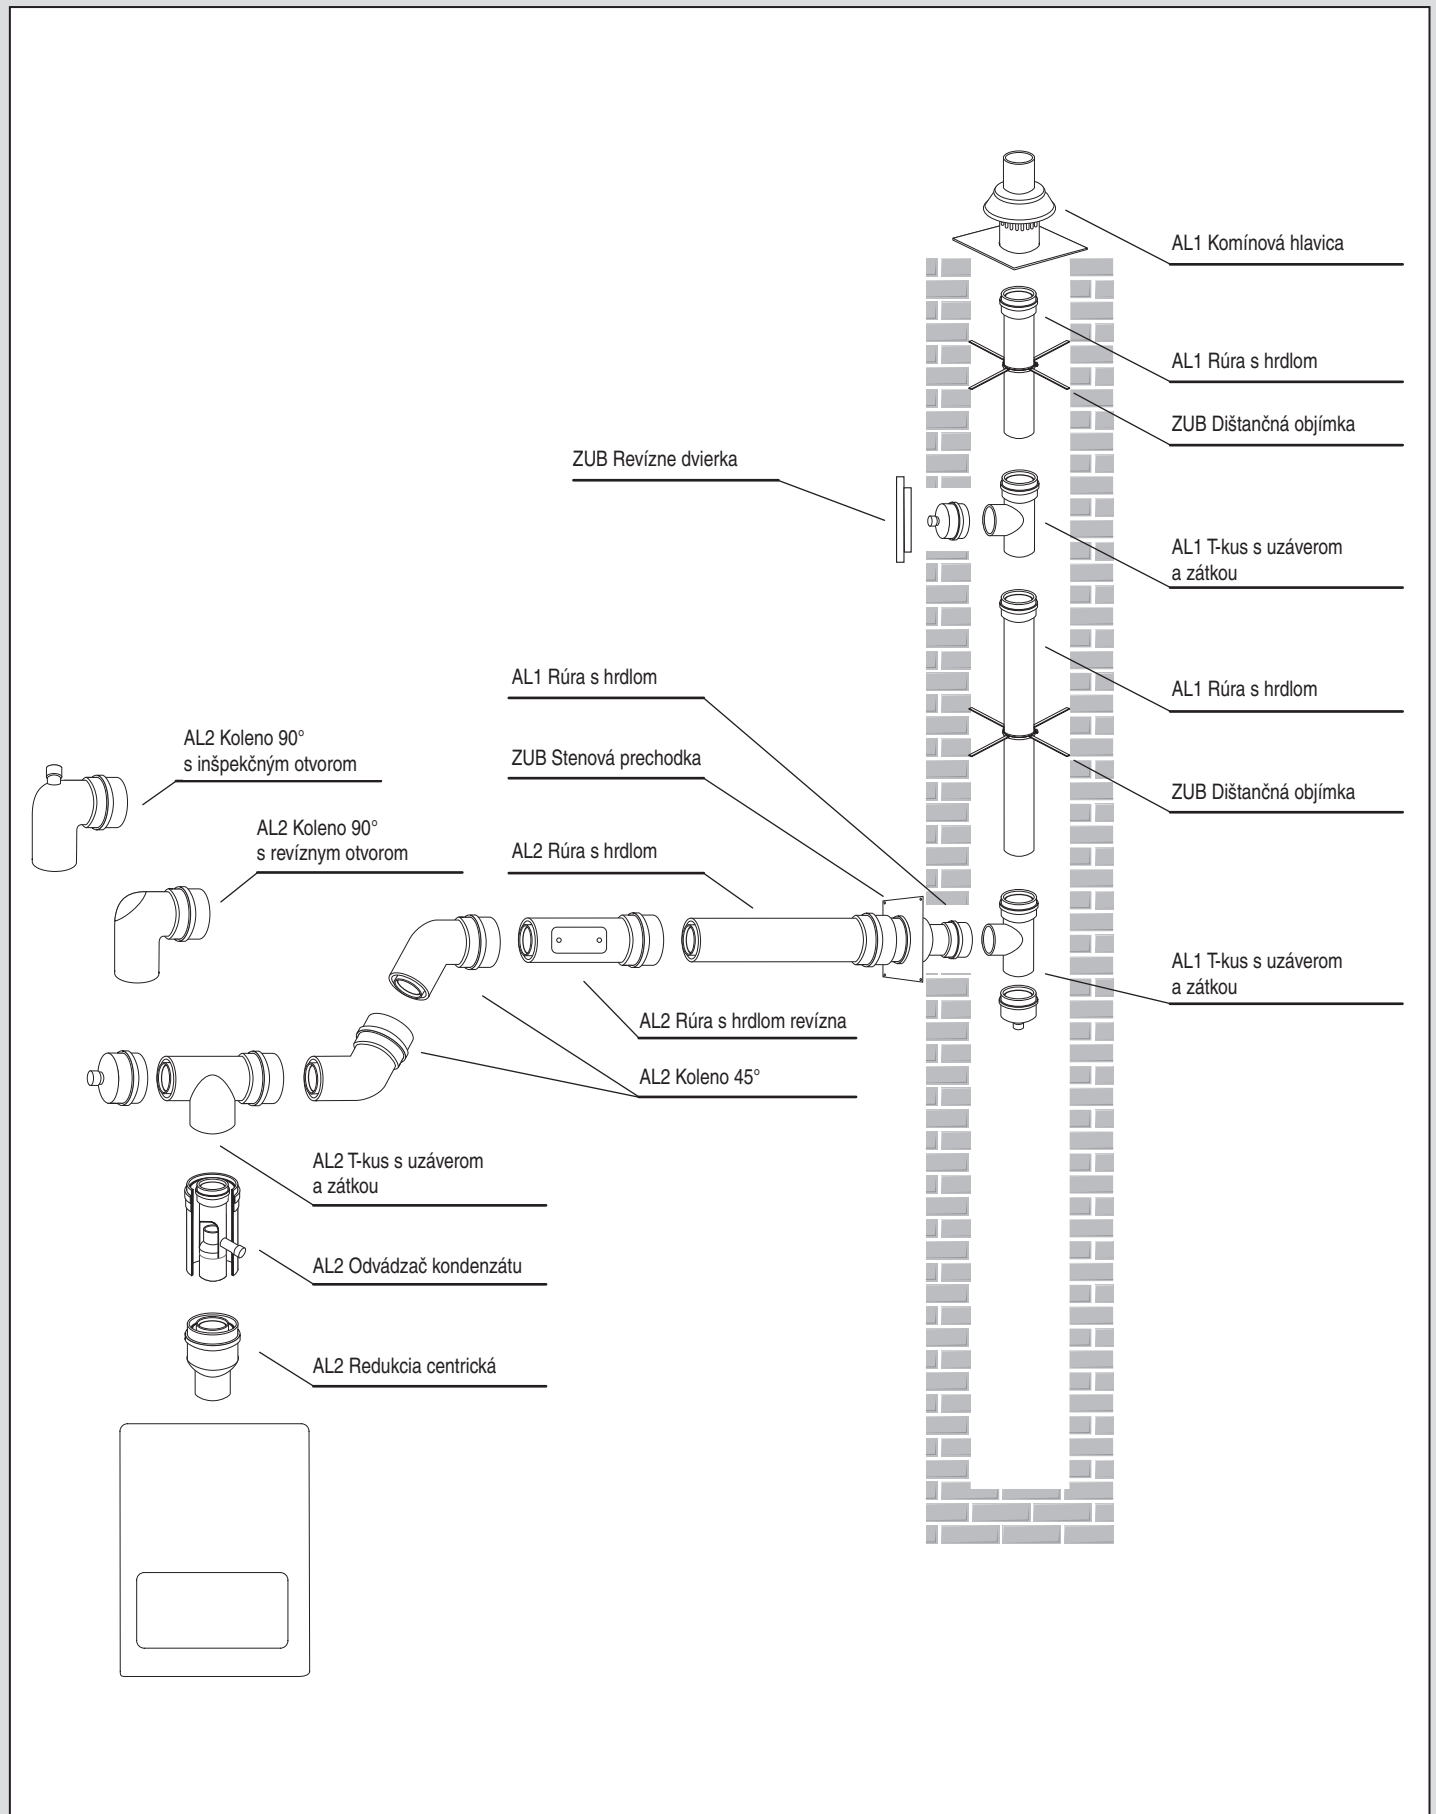 AL1 Komínová hlavica
AL1 Rúra s hrdlom
ZUB Dištančná objímka
ZUB Revízne dvierka
AL1 T-kus s uzáverom
a zátkou
AL1 Rúra s hrdlom
AL1 Rúra s hrdlom
AL2 Koleno 90°
s inšpekčným otvorom
ZUB Stenová prechodka
ZUB Dištančná objímka
AL2 Koleno 90°
s revíznym otvorom
AL2 Rúra s hrdlom
AL1 T-kus s uzáverom
a zátkou
AL2 Rúra s hrdlom revízna
AL2 Koleno 45°
AL2 T-kus s uzáverom
a zátkou
AL2 Odvádzač kondenzátu
AL2 Redukcia centrická